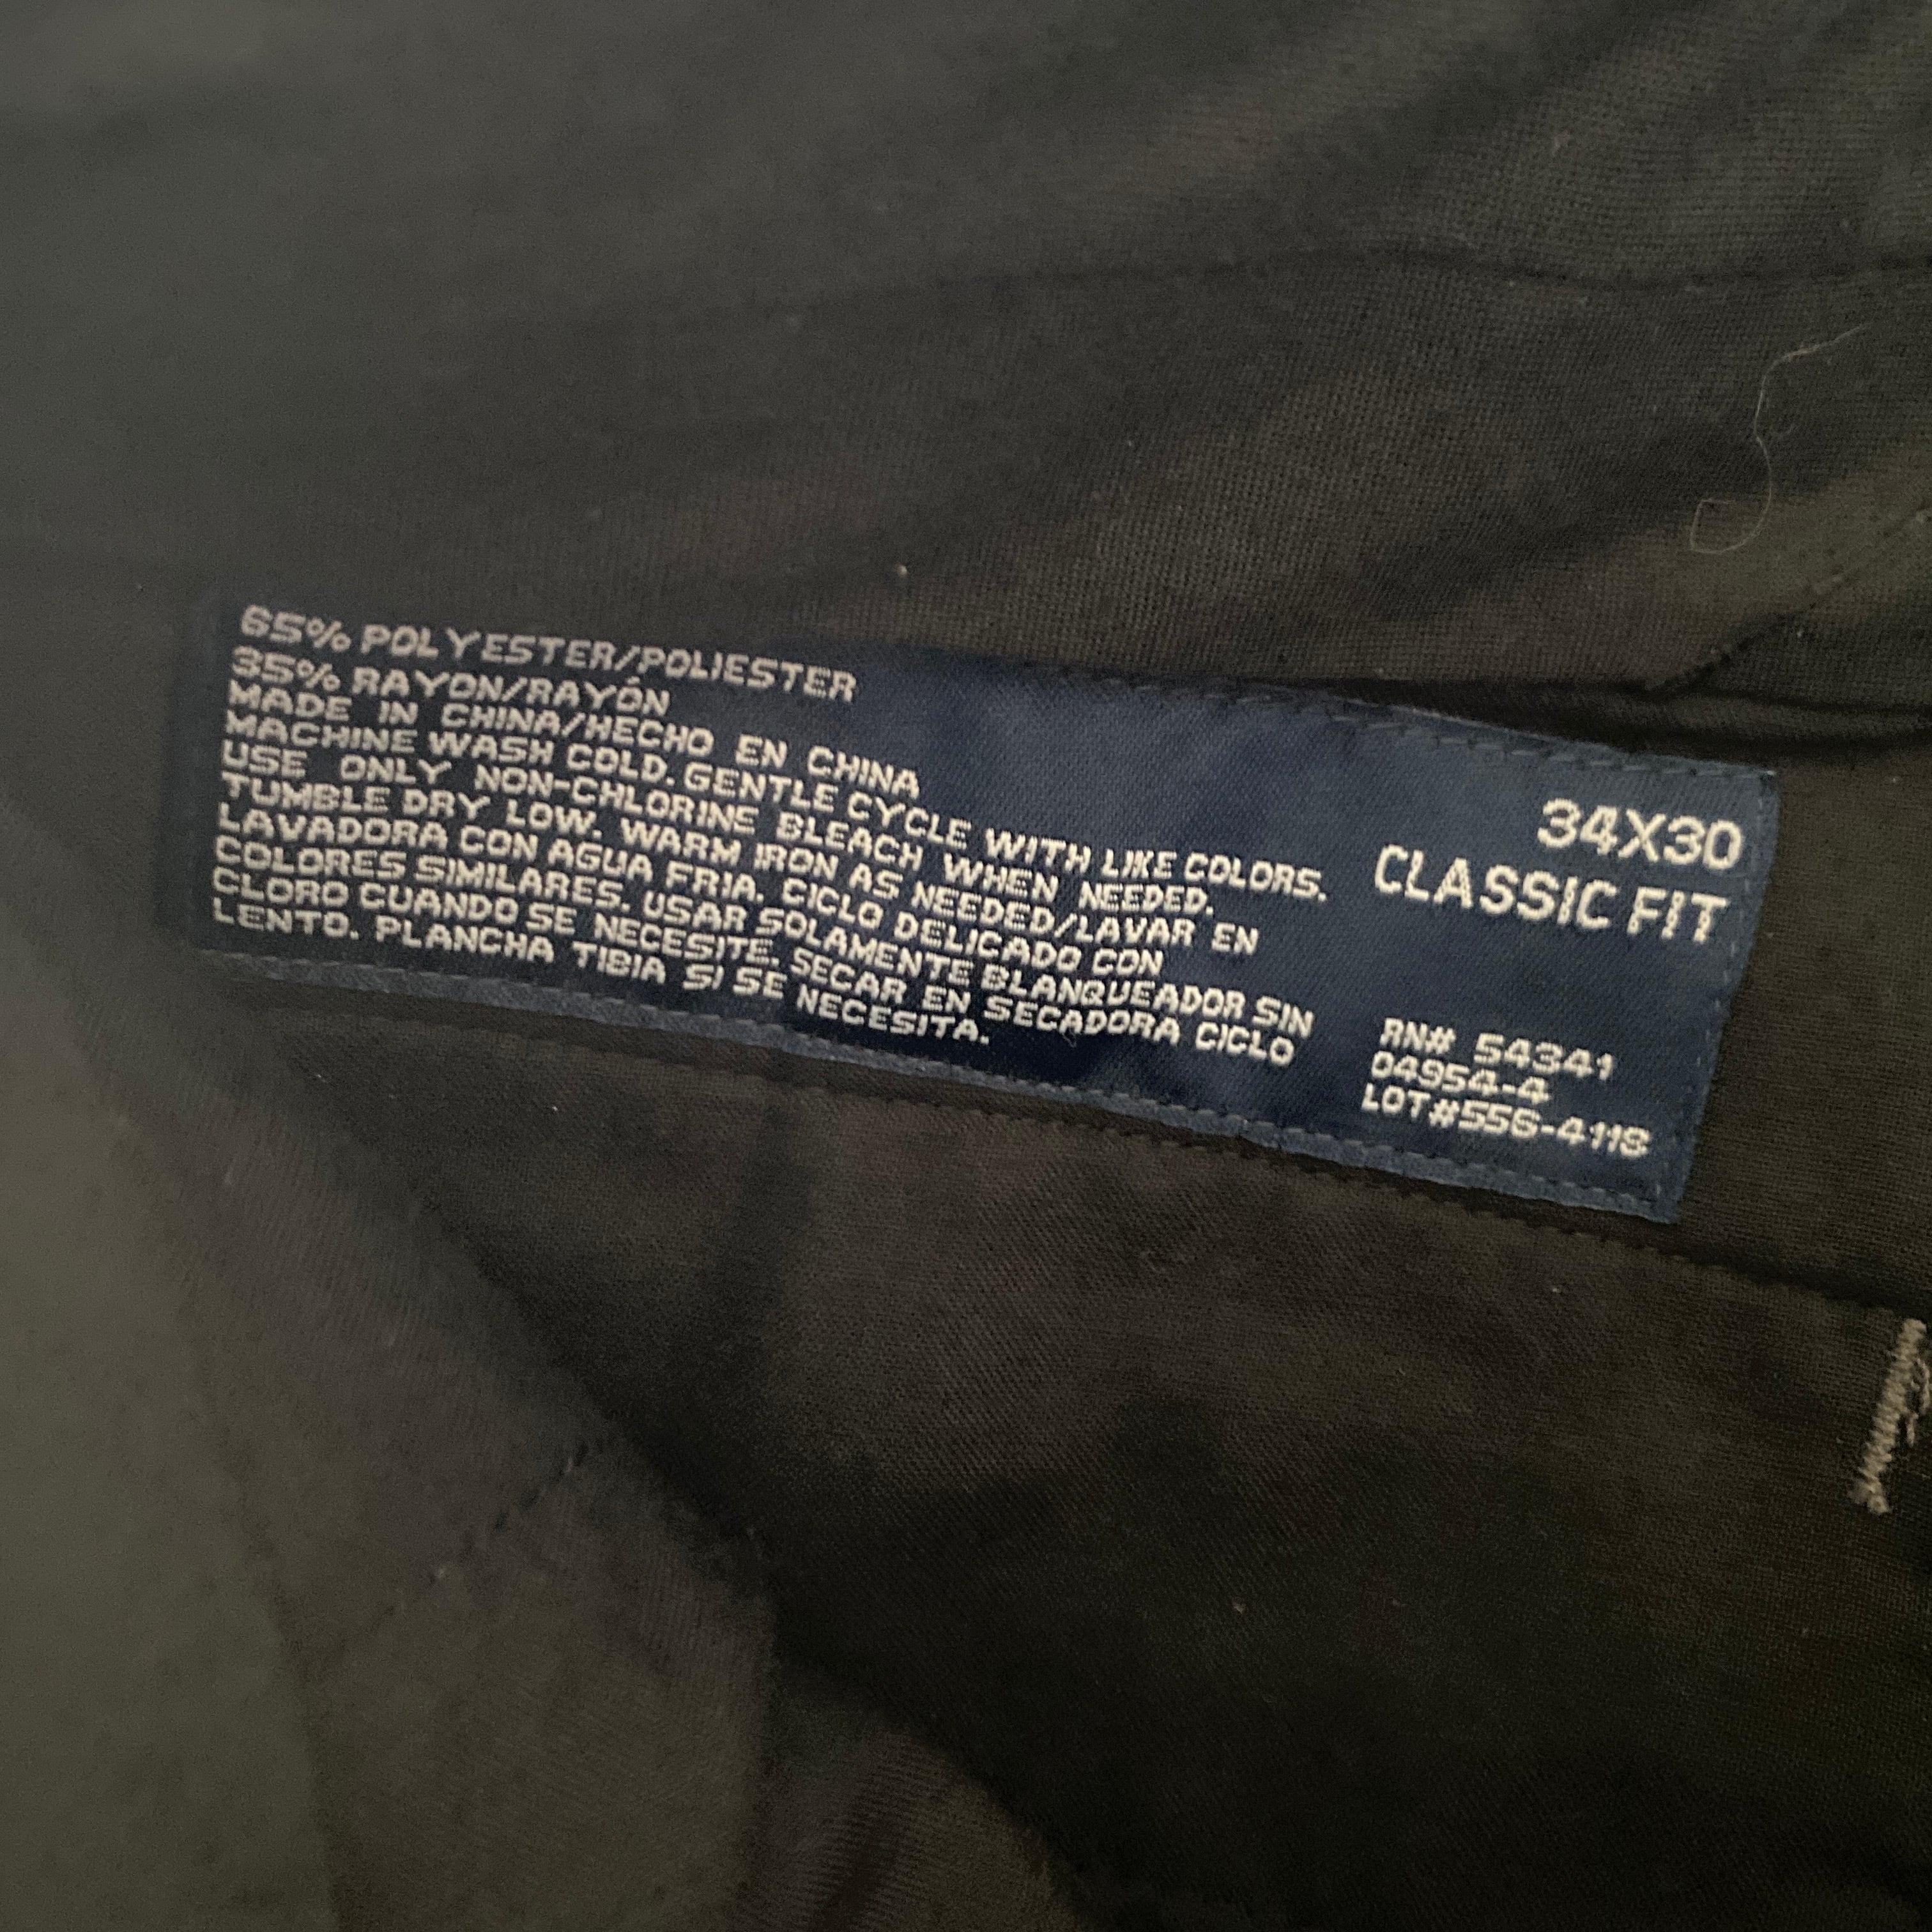 65% POLYESTER/POLIESTER
35% RAYON/RAYÓN
MADE IN CHINA/HECHO EN CHINA
MACHINE WASH COLD. GENTLE CYCLE WITH LIKE COLORS.
USE ONLY NON-CHLORINE BLEACH WHEN NEEDED.
TUMBLE DRY LOW. WARM IRON AS NEEDED/LAVAR EN
LAVADORA CON AGUA FRIA. CICLO DELICADO CON
COLORES SIMILARES. USAR SOLAMENTE BLANQUEADOR SIN
CLORO CUANDO SE NECESITE. SECAR EN SECADORA CICLO
LENTO. PLANCHA TIBIA SI SE NECESITA.
34X30
CLASSIC FIT
RN# 54341
04954-4
LOT#556-4118